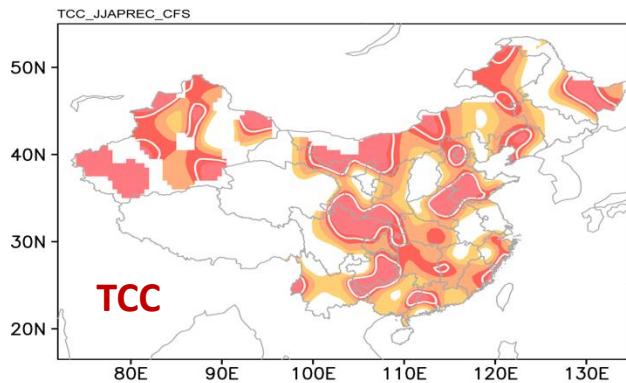 TCC_JJAPREC_CFS
50N
40N
30N
20N
TCC
80E 90E 100E 110E 120E 130E